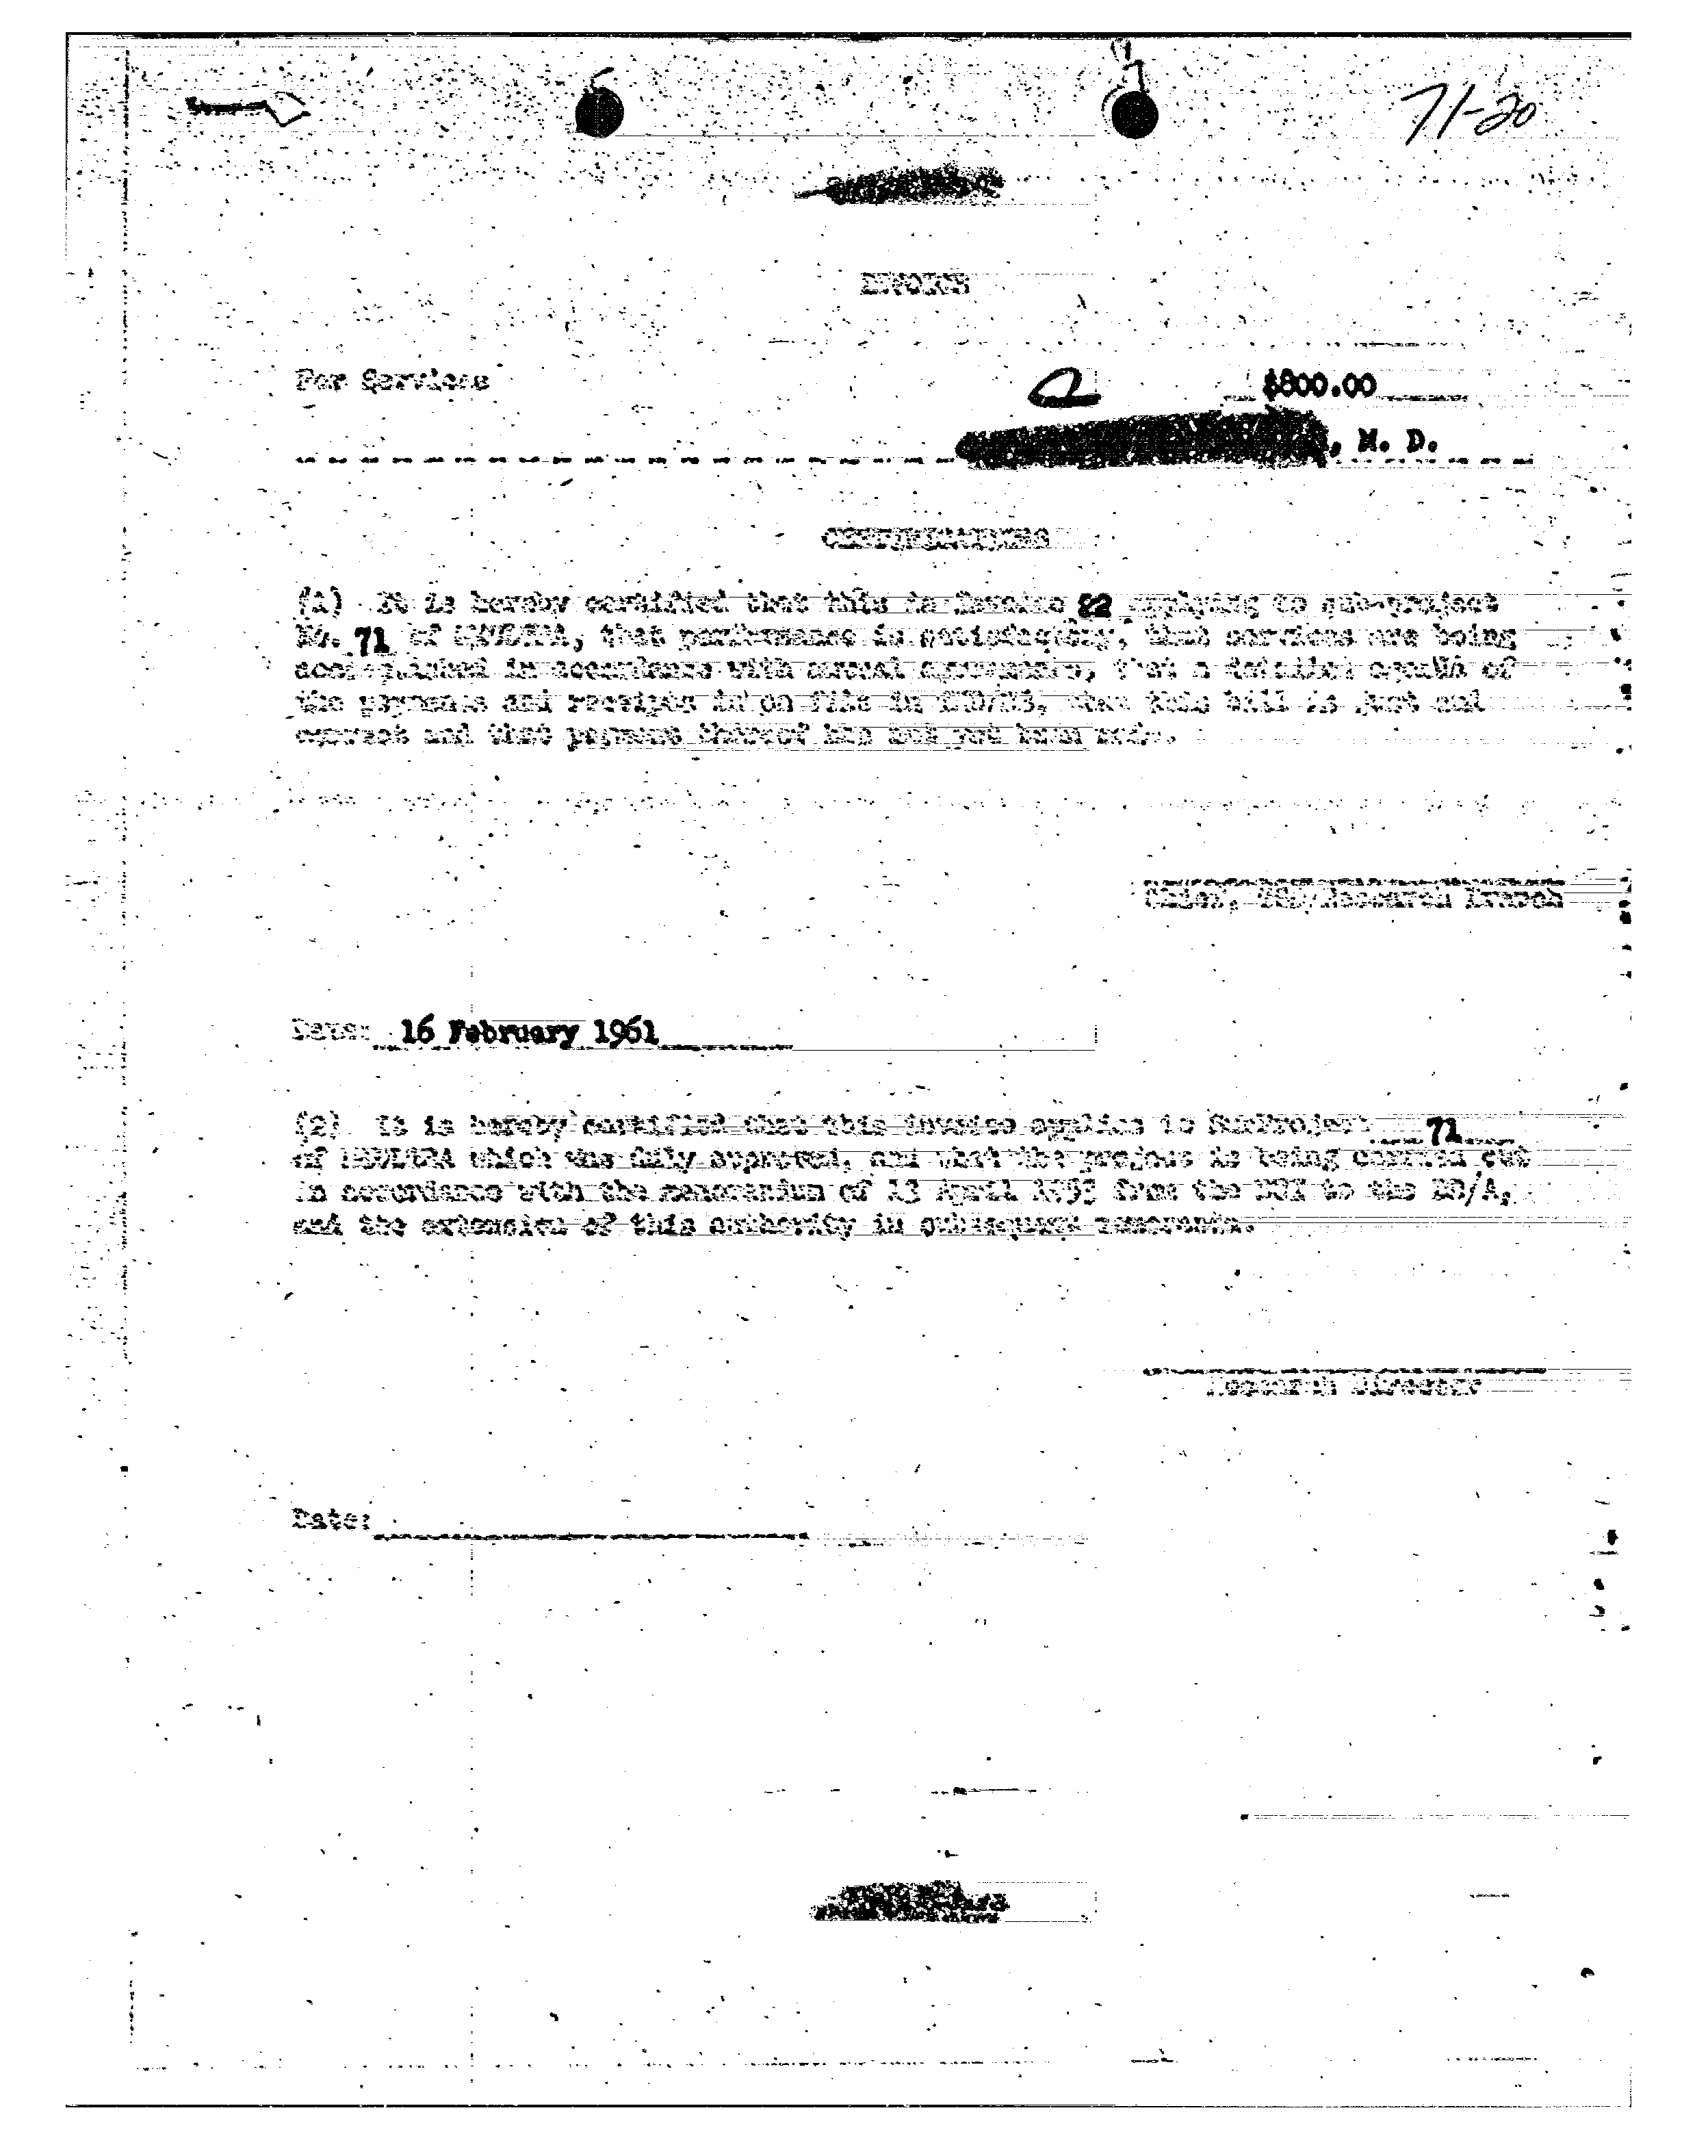 71-20
INVOICE
For Services
$800.00
, M. D.
CERTIFICATIONS
(1) It is hereby certified that this is Invoice 22 applying to sub-project
No. 71 of MKULTRA, that performance is satisfactory, that services are being
accomplished in accordance with mutual agreements, that a detailed of
the payments and receipts is on file in TSD/RB, that this bill is just and
correct and that payment thereof has not yet been made.
Chief, TSD/Research Branch
Date: 16 February 1961
(2) It is hereby certified that this invoice applies to SubProject 71
of MKULTRA which was duly approved, and that the project is being carried out
in accordance with the memorandum of 13 April 1953 from the DCI to the DD/A,
and the extension of this authority in subsequent memoranda.
Research Director
Date: